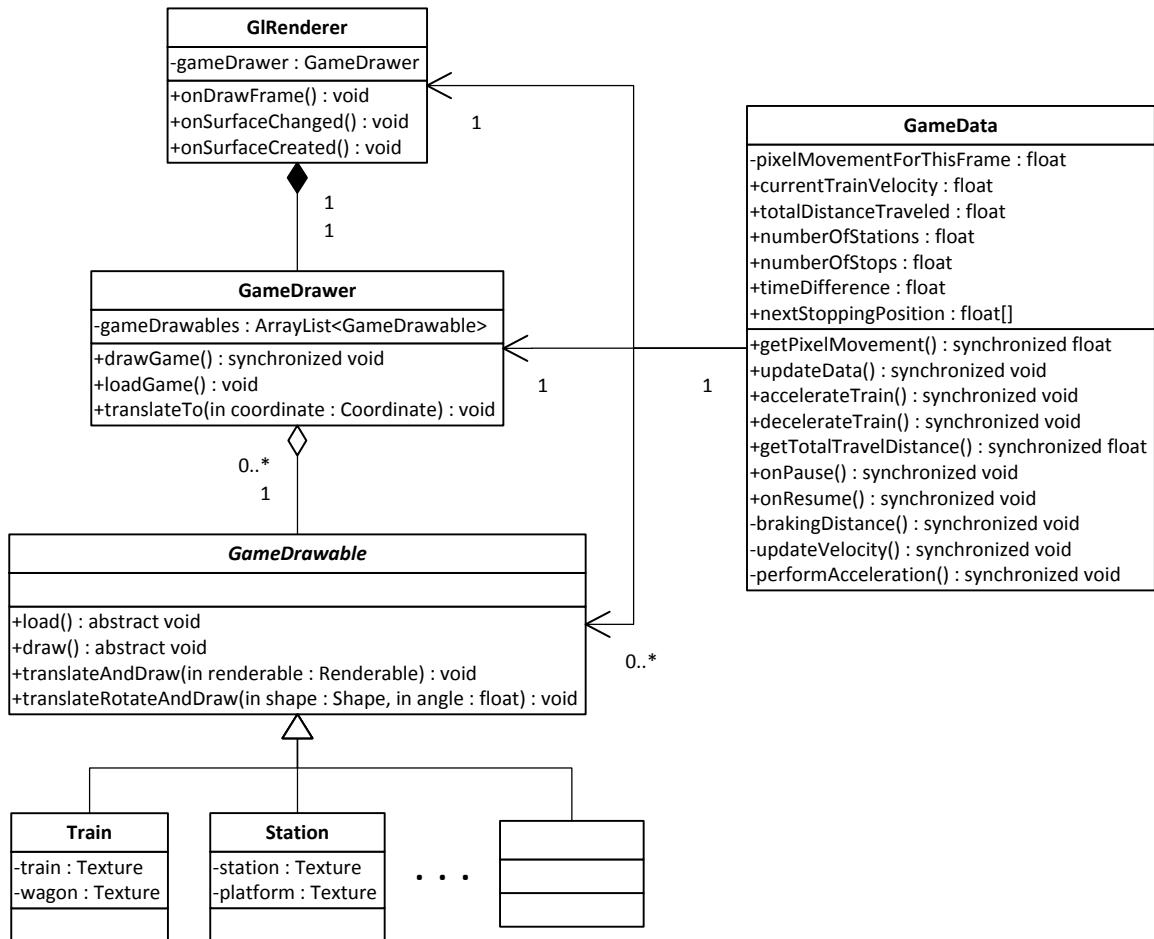 GlRenderer
-gameDrawer : GameDrawer
+onDrawFrame() : void
+onSurfaceChanged() : void
+onSurfaceCreated() : void
1
1
1
GameData
-pixelMovementForThisFrame : float
+currentTrainVelocity : float
+totalDistanceTraveled : float
+numberOfStations : float
+numberOfStops : float
+timeDifference : float
+nextStoppingPosition : float[]
+getPixelMovement() : synchronized float
+updateData() : synchronized void
+accelerateTrain() : synchronized void
+decelerateTrain() : synchronized void
+getTotalTravelDistance() : synchronized float
+onPause() : synchronized void
+onResume() : synchronized void
-brakingDistance() : synchronized void
-updateVelocity() : synchronized void
-performAcceleration() : synchronized void
GameDrawer
-gameDrawables : ArrayList<GameDrawable>
+drawGame() : synchronized void
+loadGame() : void
+translateTo(in coordinate : Coordinate) : void
1
1
0..*
1
GameDrawable
+load() : abstract void
+draw() : abstract void
+translateAndDraw(in renderable : Renderable) : void
+translateRotateAndDraw(in shape : Shape, in angle : float) : void
0..*
Train
-train : Texture
-wagon : Texture
Station
-station : Texture
-platform : Texture
. . .